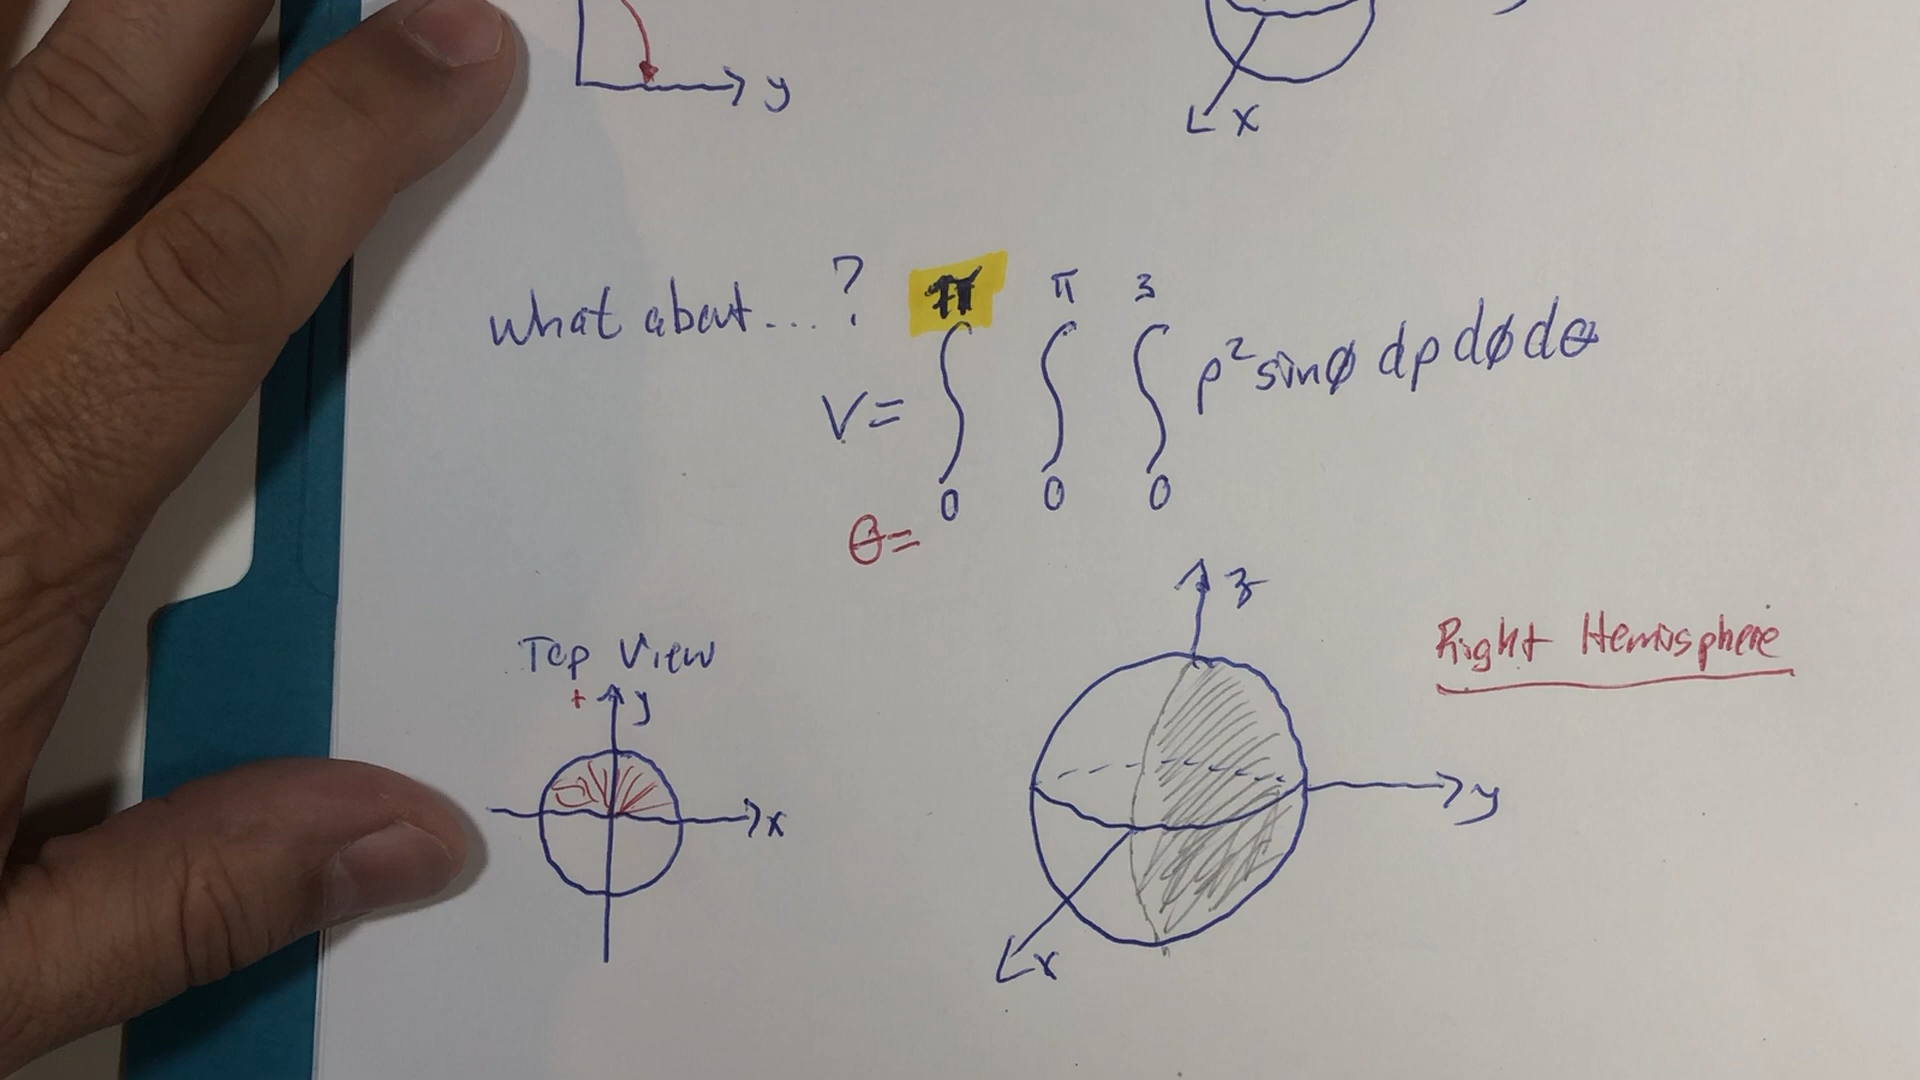 y
x
what about... ?
π π 3
V= ∫ ∫ ∫ ρ² sinφ dρ dφ dθ
0 0 0
θ=
z
Right Hemisphere
Top View
+ y
x
y
x